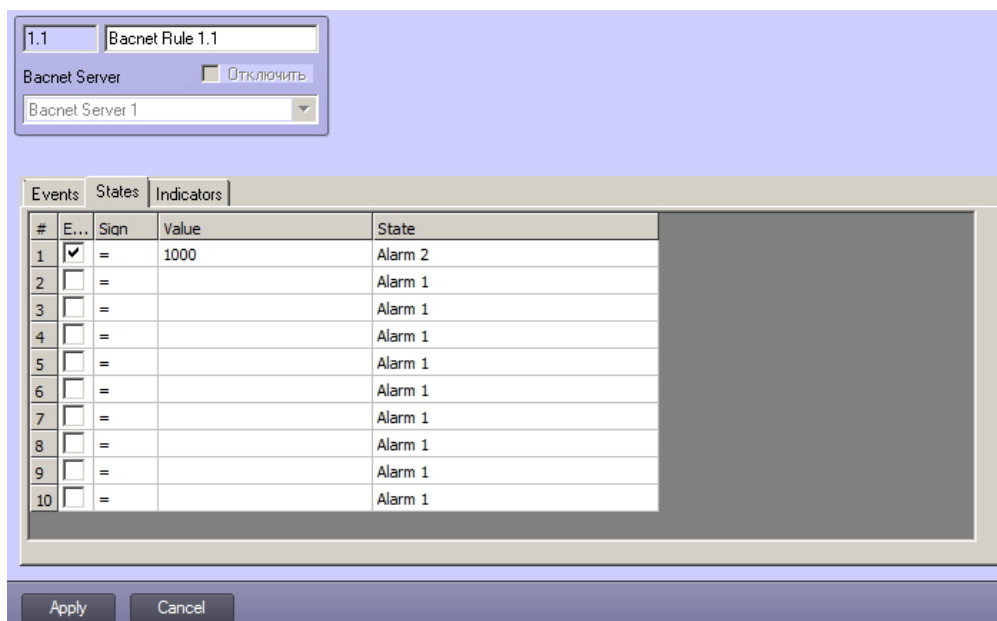 1.1 Bacnet Rule 1.1
Bacnet Server Отключить
Bacnet Server 1
Events States Indicators
# E... Sign Value State
1 = 1000 Alarm 2
2 = Alarm 1
3 = Alarm 1
4 = Alarm 1
5 = Alarm 1
6 = Alarm 1
7 = Alarm 1
8 = Alarm 1
9 = Alarm 1
10 = Alarm 1
Apply Cancel